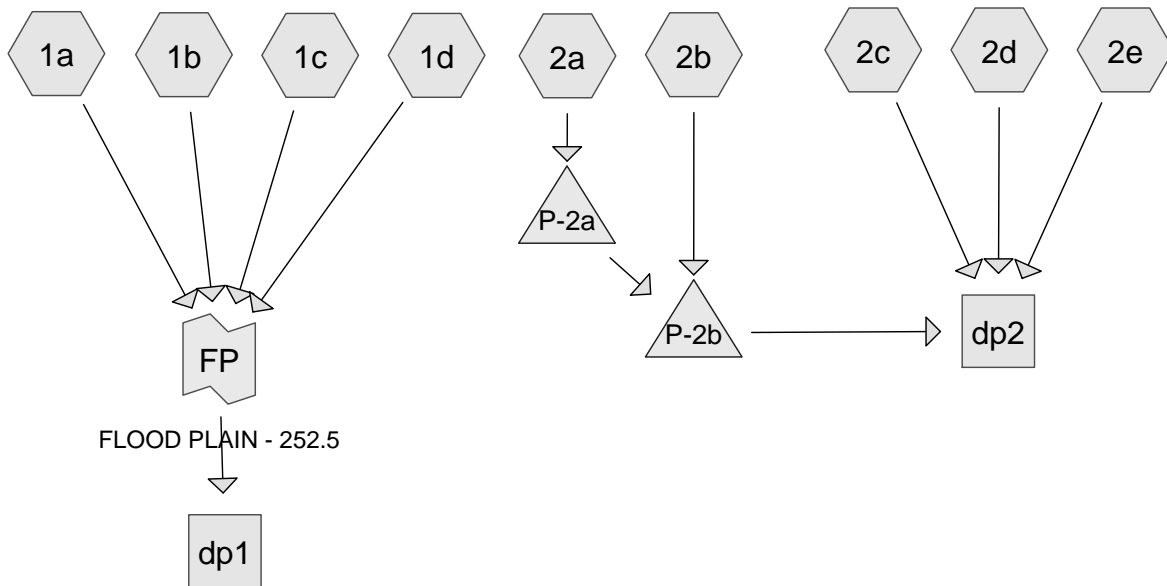 1a
1b
1c
1d
2a
2b
2c
2d
2e
P-2a
P-2b
dp2
FP
FLOOD PLAIN - 252.5
dp1